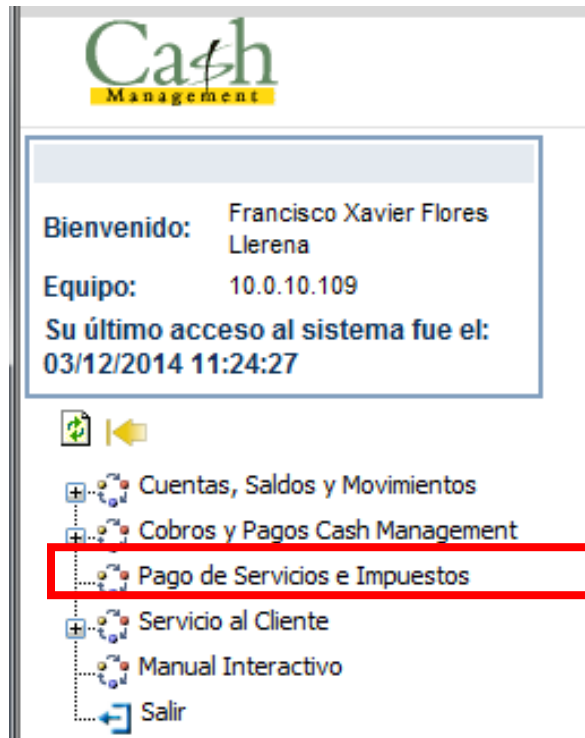 Cash
Management
Bienvenido: Francisco Xavier Flores
Llerena
Equipo: 10.0.10.109
Su último acceso al sistema fue el:
03/12/2014 11:24:27
Cuentas, Saldos y Movimientos
Cobros y Pagos Cash Management
Pago de Servicios e Impuestos
Servicio al Cliente
Manual Interactivo
Salir